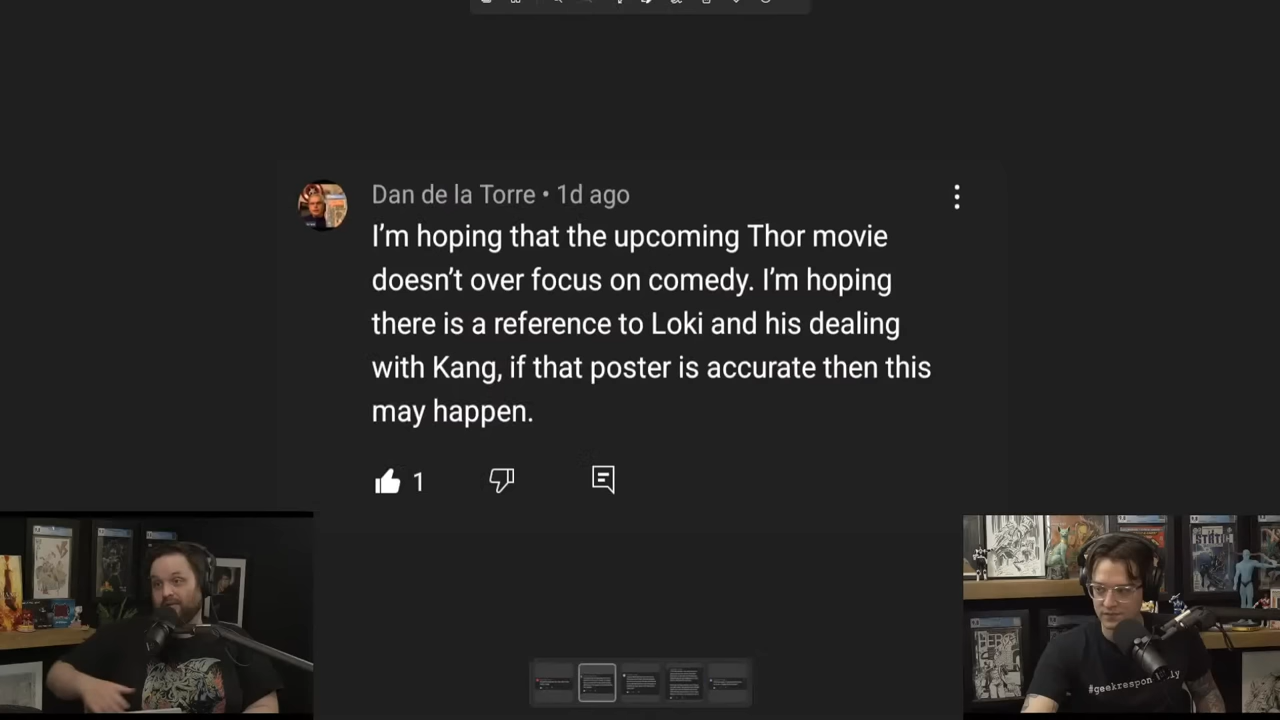 Dan de la Torre • 1d ago
I’m hoping that the upcoming Thor movie
doesn’t over focus on comedy. I’m hoping
there is a reference to Loki and his dealing
with Kang, if that poster is accurate then this
may happen.
1